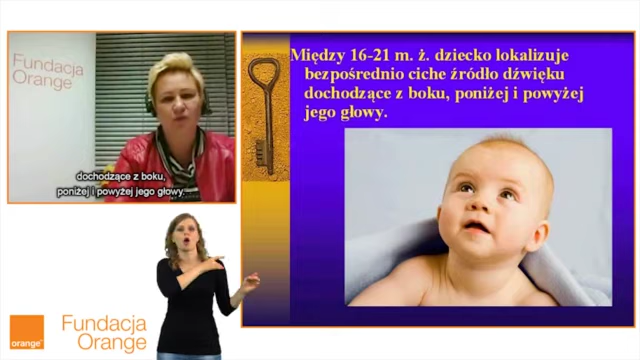 Fundacja
Orange
dochodzące z boku,
poniżej i powyżej jego głowy.
Między 16-21 m. ż. dziecko lokalizuje
bezpośrednio ciche źródło dźwięku
dochodzące z boku, poniżej i powyżej
jego głowy.
orange™
Fundacja
Orange